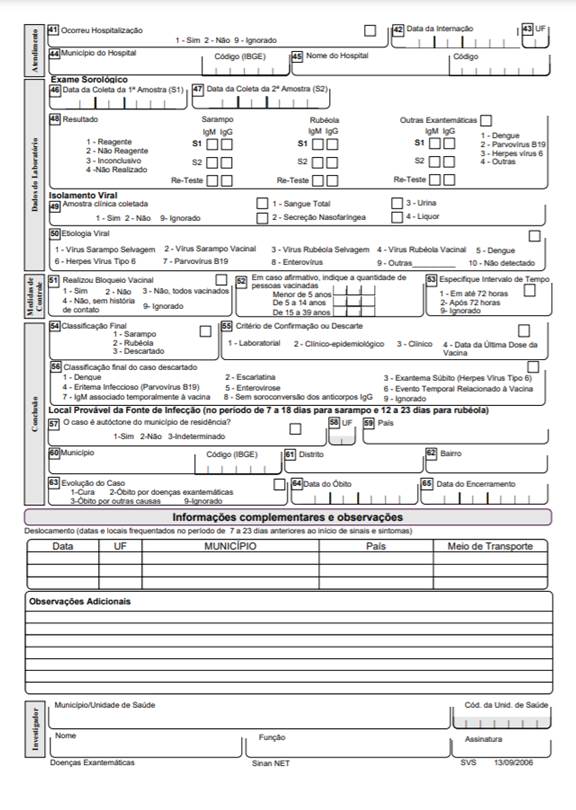 Atendimento
41 Ocorreu Hospitalização
1 - Sim 2 - Não 9 - Ignorado
42 Data da Internação
43 UF
44 Município do Hospital
Código (IBGE)
45 Nome do Hospital
Código
Dados do Laboratório
Exame Sorológico
46 Data da Coleta da 1ª Amostra (S1)
47 Data da Coleta da 2ª Amostra (S2)
48 Resultado
1 - Reagente
2 - Não Reagente
3 - Inconclusivo
4 -Não Realizado
Sarampo
IgM IgG
S1
S2
Re-Teste
Rubéola
IgM IgG
S1
S2
Re-Teste
Outras Exantemáticas
IgM IgG
S1
S2
Re-Teste
1 - Dengue
2 - Parvovírus B19
3 - Herpes vírus 6
4 - Outras
Isolamento Viral
49 Amostra clínica coletada
1 - Sim 2 - Não 9- Ignorado
1 - Sangue Total
2 - Secreção Nasofaríngea
3 - Urina
4 - Liquor
50 Etiologia Viral
1 - Vírus Sarampo Selvagem 2 - Vírus Sarampo Vacinal 3 - Vírus Rubéola Selvagem 4 - Vírus Rubéola Vacinal 5 - Dengue
6 - Herpes Vírus Tipo 6 7 - Parvovírus B19 8 - Enterovírus 9 - Outras__________ 10 - Não detectado
Medidas de Controle
51 Realizou Bloqueio Vacinal
1 - Sim 2 - Não 3 - Não, todos vacinados
4 - Não, sem história
de contato 9- Ignorado
52 Em caso afirmativo, indique a quantidade de
pessoas vacinadas
Menor de 5 anos
De 5 a 14 anos
De 15 a 39 anos
53 Especifique Intervalo de Tempo
1 - Em até 72 horas
2- Após 72 horas
9- Ignorado
Conclusão
54 Classificação Final
1 - Sarampo
2 - Rubéola
3 - Descartado
55 Critério de Confirmação ou Descarte
1 - Laboratorial 2 - Clínico-epidemiológico 3 - Clínico 4 - Data da Última Dose da
Vacina
56 Classificação final do caso descartado
1 - Dengue 2 - Escarlatina 3 - Exantema Súbito (Herpes Vírus Tipo 6)
4 - Eritema Infeccioso (Parvovírus B19) 5 - Enterovirose 6 - Evento Temporal Relacionado à Vacina
7 - IgM associado temporalmente à vacina 8 - Sem soroconversão dos anticorpos IgG 9 - Ignorado
Local Provável da Fonte de Infecção (no período de 7 a 18 dias para sarampo e 12 a 23 dias para rubéola)
57 O caso é autóctone do município de residência?
1-Sim 2-Não 3-Indeterminado
58 UF
59 País
60 Município
Código (IBGE)
61 Distrito
62 Bairro
63 Evolução do Caso
1-Cura 2-Óbito por doenças exantemáticas
3-Óbito por outras causas 9-Ignorado
64 Data do Óbito
65 Data do Encerramento
Informações complementares e observações
Deslocamento (datas e locais frequentados no período de 7 a 23 dias anteriores ao início de sinais e sintomas)
Data UF MUNICÍPIO País Meio de Transporte
Observações Adicionais
Investigador
Município/Unidade de Saúde
Cód. da Unid. de Saúde
Nome
Função
Assinatura
Doenças Exantemáticas Sinan NET SVS 13/09/2006